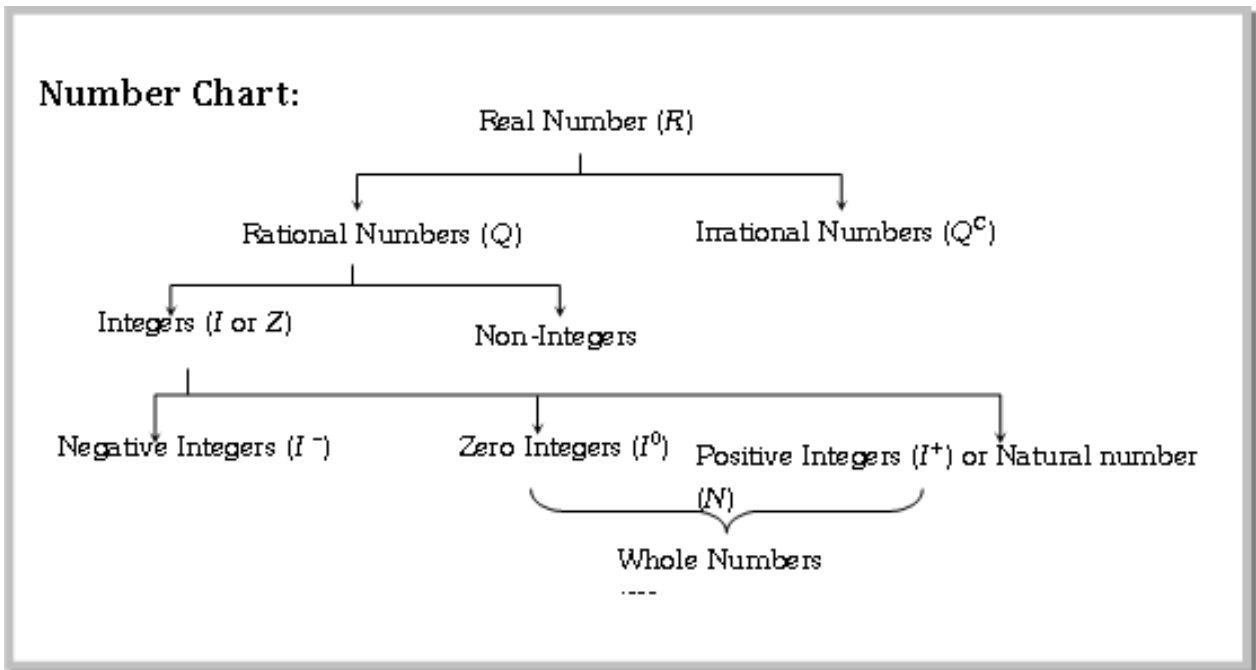 Number Chart:
Real Number (R)
Rational Numbers (Q)
Irrational Numbers (Qᶜ)
Integers (I or Z)
Non-Integers
Negative Integers (I ⁻)
Zero Integers (I⁰)
Positive Integers (I⁺) or Natural number
(N)
Whole Numbers